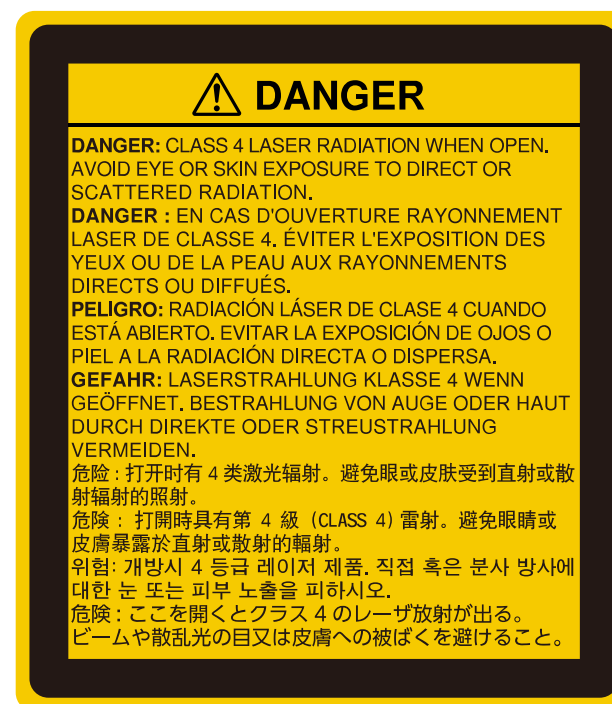 DANGER
DANGER: CLASS 4 LASER RADIATION WHEN OPEN.
AVOID EYE OR SKIN EXPOSURE TO DIRECT OR
SCATTERED RADIATION.
DANGER : EN CAS D'OUVERTURE RAYONNEMENT
LASER DE CLASSE 4. ÉVITER L'EXPOSITION DES
YEUX OU DE LA PEAU AUX RAYONNEMENTS
DIRECTS OU DIFFUÉS.
PELIGRO: RADIACIÓN LÁSER DE CLASE 4 CUANDO
ESTÁ ABIERTO. EVITAR LA EXPOSICIÓN DE OJOS O
PIEL A LA RADIACIÓN DIRECTA O DISPERSA.
GEFAHR: LASERSTRAHLUNG KLASSE 4 WENN
GEÖFFNET. BESTRAHLUNG VON AUGE ODER HAUT
DURCH DIREKTE ODER STREUSTRAHLUNG
VERMEIDEN.
危险 : 打开时有 4 类激光辐射。避免眼或皮肤受到直射或散
射辐射的照射。
危険 : 打開時具有第 4 級 (CLASS 4) 雷射。避免眼睛或
皮膚暴露於直射或散射的輻射。
위험: 개방시 4 등급 레이저 제품. 직접 혹은 분사 방사에
대한 눈 또는 피부 노출을 피하시오.
危険 : ここを開くとクラス 4 のレーザ放射が出る。
ビームや散乱光の目又は皮膚への被ばくを避けること。